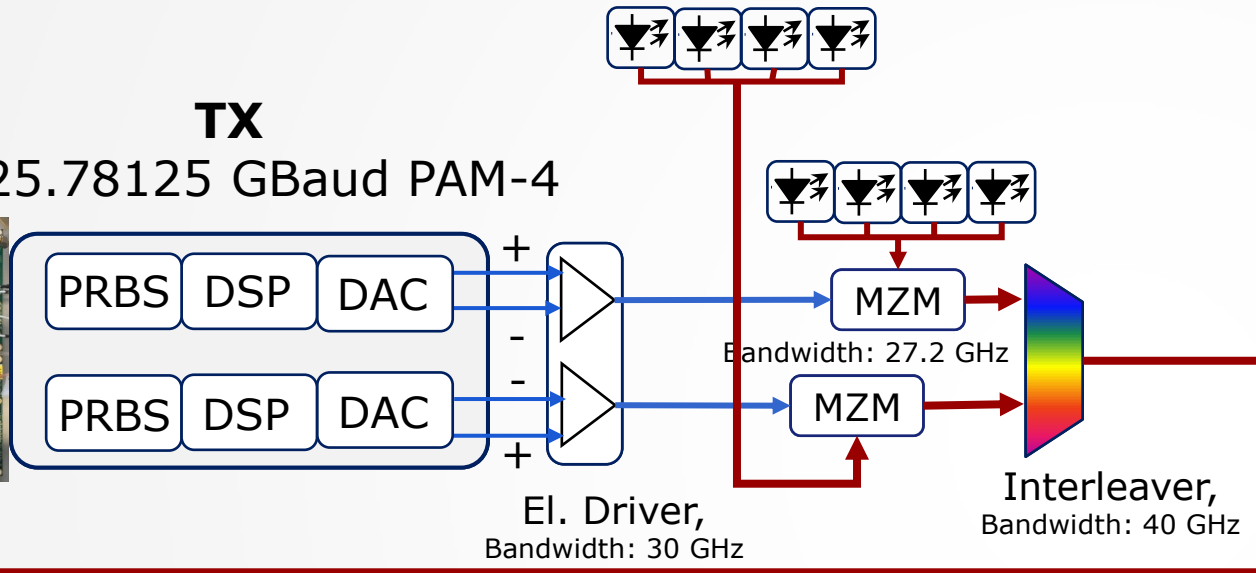 TX
25.78125 GBaud PAM-4
PRBS DSP DAC
+
-
MZM
Bandwidth: 27.2 GHz
PRBS DSP DAC
-
+
MZM
El. Driver,
Bandwidth: 30 GHz
Interleaver,
Bandwidth: 40 GHz